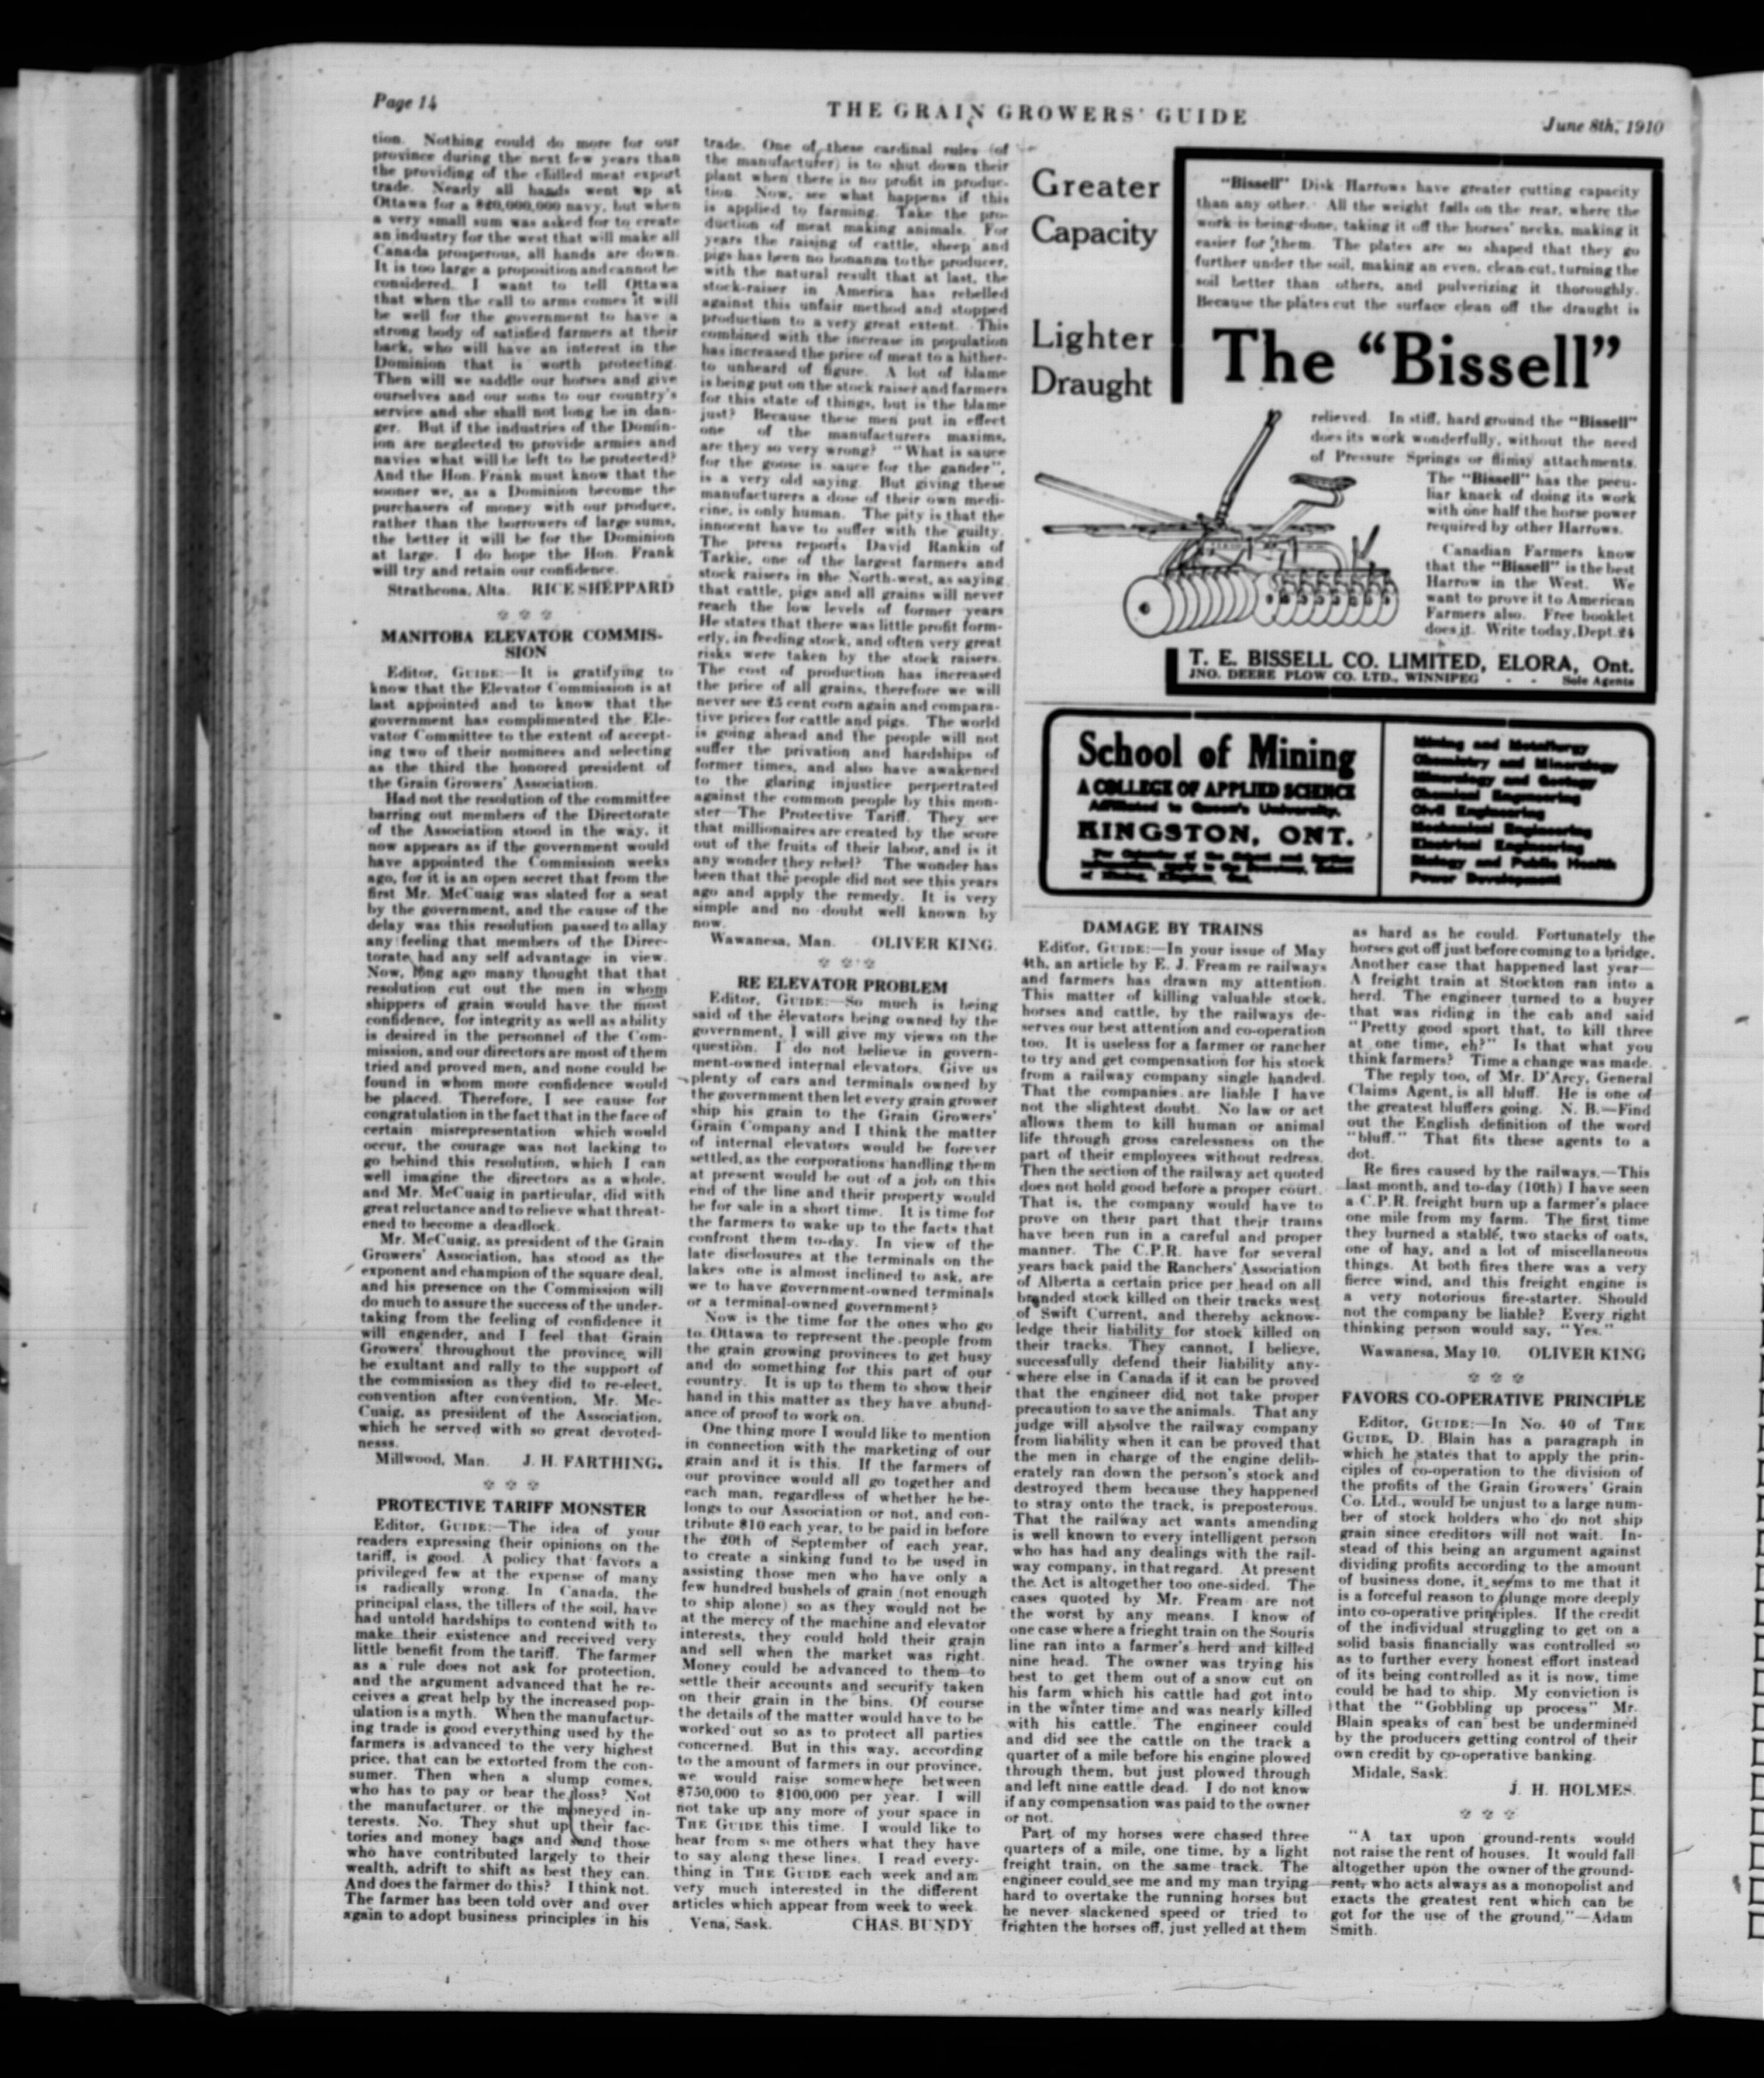 Page 14
THE GRAIN GROWERS' GUIDE
June 8th, 1910
tion. Nothing could do more for our
province during the next few years than
the providing of the chilled meat export
trade. Nearly all hands went up at
Ottawa for a $20,000,000 navy, but when
a very small sum was asked for to create
an industry for the west that will make all
Canada prosperous, all hands are down.
It is too large a proposition and cannot be
considered. I want to tell Ottawa
that when the call to arms comes it will
be well for the government to have a
strong body of satisfied farmers at their
back, who will have an interest in the
Dominion that is worth protecting.
Then will we saddle our horses and give
ourselves and our sons to our country's
service and she shall not long be in dan-
ger. But if the industries of the Domin-
ion are neglected to provide armies and
navies what will be left to be protected?
And the Hon. Frank must know that the
sooner we, as a Dominion become the
purchasers of money with our produce,
rather than the borrowers of large sums,
the better it will be for the Dominion
at large. I do hope the Hon. Frank
will try and retain our confidence.
Strathcona, Alta. RICE SHEPPARD
MANITOBA ELEVATOR COMMIS-
SION
Editor, GUIDE:—It is gratifying to
know that the Elevator Commission is at
last appointed and to know that the
government has complimented the Ele-
vator Committee to the extent of accept-
ing two of their nominees and selecting
as the third the honored president of
the Grain Growers' Association.
Had not the resolution of the committee
barring out members of the Directorate
of the Association stood in the way, it
now appears as if the government would
have appointed the Commission weeks
ago, for it is an open secret that from the
first Mr. McCuaig was slated for a seat
by the government, and the cause of the
delay was this resolution passed to allay
any feeling that members of the Direc-
torate had any self advantage in view.
Now, long ago many thought that that
resolution cut out the men in whom
shippers of grain would have the most
confidence, for integrity as well as ability
is desired in the personnel of the Com-
mission, and our directors are most of them
tried and proved men, and none could be
found in whom more confidence would
be placed. Therefore, I see cause for
congratulation in the fact that in the face of
certain misrepresentation which would
occur, the courage was not lacking to
go behind this resolution, which I can
well imagine the directors as a whole,
and Mr. McCuaig in particular, did with
great reluctance and to relieve what threat-
ened to become a deadlock.
Mr. McCuaig, as president of the Grain
Growers' Association, has stood as the
exponent and champion of the square deal,
and his presence on the Commission will
do much to assure the success of the under-
taking from the feeling of confidence it
will engender, and I feel that Grain
Growers' throughout the province, will
be exultant and rally to the support of
the commission as they did to re-elect,
convention after convention, Mr. Mc-
Cuaig, as president of the Association,
which he served with so great devoted-
nesss.
Millwood, Man. J. H. FARTHING.
PROTECTIVE TARIFF MONSTER
Editor, GUIDE:—The idea of your
readers expressing their opinions on the
tariff, is good. A policy that favors a
privileged few at the expense of many
is radically wrong. In Canada, the
principal class, the tillers of the soil, have
had untold hardships to contend with to
make their existence and received very
little benefit from the tariff. The farmer
as a rule does not ask for protection,
and the argument advanced that he re-
ceives a great help by the increased pop-
ulation is a myth. When the manufactur-
ing trade is good everything used by the
farmers is advanced to the very highest
price, that can be extorted from the con-
sumer. Then when a slump comes,
who has to pay or bear the loss? Not
the manufacturer or the moneyed in-
terests. No. They shut up their fac-
tories and money bags and send those
who have contributed largely to their
wealth, adrift to shift as best they can.
And does the farmer do this? I think not.
The farmer has been told over and over
again to adopt business principles in his
trade. One of these cardinal rules (of
the manufacturer) is to shut down their
plant when there is no profit in produc-
tion. Now, see what happens if this
is applied to farming. Take the pro-
duction of meat making animals. For
years the raising of cattle, sheep and
pigs has been no bonanza to the producer,
with the natural result that at last, the
stock-raiser in America has rebelled
against this unfair method and stopped
production to a very great extent. This
combined with the increase in population
has increased the price of meat to a hither-
to unheard of figure. A lot of blame
is being put on the stock raiser and farmers
for this state of things, but is the blame
just? Because these men put in effect
one of the manufacturers maxims,
are they so very wrong? "What is sauce
for the goose is sauce for the gander",
is a very old saying. But giving these
manufacturers a dose of their own medi-
cine, is only human. The pity is that the
innocent have to suffer with the guilty.
The press reports David Rankin of
Tarkie, one of the largest farmers and
stock raisers in the North-west, as saying
that cattle, pigs and all grains will never
reach the low levels of former years
He states that there was little profit form-
erly, in feeding stock, and often very great
risks were taken by the stock raisers.
The cost of production has increased
the price of all grains, therefore we will
never see 25 cent corn again and compara-
tive prices for cattle and pigs. The world
is going ahead and the people will not
suffer the privation and hardships of
former times, and also have awakened
to the glaring injustice perpertrated
against the common people by this mon-
ster—The Protective Tariff. They see
that millionaires are created by the score
out of the fruits of their labor, and is it
any wonder they rebel? The wonder has
been that the people did not see this years
ago and apply the remedy. It is very
simple and no doubt well known by
now.
Wawanesa, Man. OLIVER KING.
RE ELEVATOR PROBLEM
Editor, GUIDE:—So much is being
said of the elevators being owned by the
government, I will give my views on the
question. I do not believe in govern-
ment-owned internal elevators. Give us
plenty of cars and terminals owned by
the government then let every grain grower
ship his grain to the Grain Growers'
Grain Company and I think the matter
of internal elevators would be forever
settled, as the corporations handling them
at present would be out of a job on this
end of the line and their property would
be for sale in a short time. It is time for
the farmers to wake up to the facts that
confront them to-day. In view of the
late disclosures at the terminals on the
lakes one is almost inclined to ask, are
we to have government-owned terminals
or a terminal-owned government?
Now is the time for the ones who go
to Ottawa to represent the people from
the grain growing provinces to get busy
and do something for this part of our
country. It is up to them to show their
hand in this matter as they have abund-
ance of proof to work on.
One thing more I would like to mention
in connection with the marketing of our
grain and it is this. If the farmers of
our province would all go together and
each man, regardless of whether he be-
longs to our Association or not, and con-
tribute $10 each year, to be paid in before
the 20th of September of each year,
to create a sinking fund to be used in
assisting those men who have only a
few hundred bushels of grain (not enough
to ship alone) so as they would not be
at the mercy of the machine and elevator
interests, they could hold their grain
and sell when the market was right.
Money could be advanced to them to
settle their accounts and security taken
on their grain in the bins. Of course
the details of the matter would have to be
worked out so as to protect all parties
concerned. But in this way, according
to the amount of farmers in our province,
we would raise somewhere between
$750,000 to $100,000 per year. I will
not take up any more of your space in
THE GUIDE this time. I would like to
hear from some others what they have
to say along these lines. I read every-
thing in THE GUIDE each week and am
very much interested in the different
articles which appear from week to week.
Vena, Sask. CHAS. BUNDY
Greater
Capacity
Lighter
Draught
"Bissell" Disk Harrows have greater cutting capacity
than any other. All the weight falls on the rear, where the
work is being done, taking it off the horses' necks, making it
easier for them. The plates are so shaped that they go
further under the soil, making an even, clean cut, turning the
soil better than others, and pulverizing it thoroughly.
Because the plates cut the surface clean off the draught is
The "Bissell"
relieved. In stiff, hard ground the "Bissell"
does its work wonderfully, without the need
of Pressure Springs or flimsy attachments.
The "Bissell" has the pecu-
liar knack of doing its work
with one half the horse power
required by other Harrows.
Canadian Farmers know
that the "Bissell" is the best
Harrow in the West. We
want to prove it to American
Farmers also. Free booklet
does it. Write today, Dept. 24
T. E. BISSELL CO. LIMITED, ELORA, Ont.
JNO. DEERE PLOW CO. LTD., WINNIPEG - - Sole Agents
School of Mining
A COLLEGE OF APPLIED SCIENCE
Affiliated to Queen's University,
KINGSTON, ONT.
For Calendar of the School and further
information, apply to the Secretary, School
of Mining, Kingston, Ont.
Mining and Metallurgy
Chemistry and Mineralogy
Mineralogy and Geology
Chemical Engineering
Civil Engineering
Mechanical Engineering
Electrical Engineering
Biology and Public Health
Power Development
DAMAGE BY TRAINS
Editor, GUIDE:—In your issue of May
4th, an article by E. J. Fream re railways
and farmers has drawn my attention.
This matter of killing valuable stock,
horses and cattle, by the railways de-
serves our best attention and co-operation
too. It is useless for a farmer or rancher
to try and get compensation for his stock
from a railway company single handed.
That the companies are liable I have
not the slightest doubt. No law or act
allows them to kill human or animal
life through gross carelessness on the
part of their employees without redress.
Then the section of the railway act quoted
does not hold good before a proper court.
That is, the company would have to
prove on their part that their trains
have been run in a careful and proper
manner. The C.P.R. have for several
years back paid the Ranchers' Association
of Alberta a certain price per head on all
branded stock killed on their tracks west
of Swift Current, and thereby acknow-
ledge their liability for stock killed on
their tracks. They cannot, I believe,
successfully defend their liability any-
where else in Canada if it can be proved
that the engineer did not take proper
precaution to save the animals. That any
judge will absolve the railway company
from liability when it can be proved that
the men in charge of the engine delib-
erately ran down the person's stock and
destroyed them because they happened
to stray onto the track, is preposterous.
That the railway act wants amending
is well known to every intelligent person
who has had any dealings with the rail-
way company, in that regard. At present
the Act is altogether too one-sided. The
cases quoted by Mr. Fream are not
the worst by any means. I know of
one case where a frieght train on the Souris
line ran into a farmer's herd and killed
nine head. The owner was trying his
best to get them out of a snow cut on
his farm which his cattle had got into
in the winter time and was nearly killed
with his cattle. The engineer could
and did see the cattle on the track a
quarter of a mile before his engine plowed
through them, but just plowed through
and left nine cattle dead. I do not know
if any compensation was paid to the owner
or not.
Part of my horses were chased three
quarters of a mile, one time, by a light
freight train, on the same track. The
engineer could see me and my man trying
hard to overtake the running horses but
he never slackened speed or tried to
frighten the horses off, just yelled at them
as hard as he could. Fortunately the
horses got off just before coming to a bridge.
Another case that happened last year—
A freight train at Stockton ran into a
herd. The engineer turned to a buyer
that was riding in the cab and said
"Pretty good sport that, to kill three
at one time, eh?" Is that what you
think farmers? Time a change was made.
The reply too, of Mr. D'Arcy, General
Claims Agent, is all bluff. He is one of
the greatest bluffers going. N. B.—Find
out the English definition of the word
"bluff." That fits these agents to a
dot.
Re fires caused by the railways.—This
last month, and to-day (10th) I have seen
a C.P.R. freight burn up a farmer's place
one mile from my farm. The first time
they burned a stable, two stacks of oats,
one of hay, and a lot of miscellaneous
things. At both fires there was a very
fierce wind, and this freight engine is
a very notorious fire-starter. Should
not the company be liable? Every right
thinking person would say, "Yes."
Wawanesa, May 10. OLIVER KING
FAVORS CO-OPERATIVE PRINCIPLE
Editor, GUIDE:—In No. 40 of THE
GUIDE, D. Blain has a paragraph in
which he states that to apply the prin-
ciples of co-operation to the division of
the profits of the Grain Growers' Grain
Co. Ltd., would be unjust to a large num-
ber of stock holders who do not ship
grain since creditors will not wait. In-
stead of this being an argument against
dividing profits according to the amount
of business done, it seems to me that it
is a forceful reason to plunge more deeply
into co-operative principles. If the credit
of the individual struggling to get on a
solid basis financially was controlled so
as to further every honest effort instead
of its being controlled as it is now, time
could be had to ship. My conviction is
that the "Gobbling up process" Mr.
Blain speaks of can best be undermined
by the producers getting control of their
own credit by co-operative banking.
Midale, Sask.
J. H. HOLMES.
"A tax upon ground-rents would
not raise the rent of houses. It would fall
altogether upon the owner of the ground-
rent, who acts always as a monopolist and
exacts the greatest rent which can be
got for the use of the ground,"—Adam
Smith.